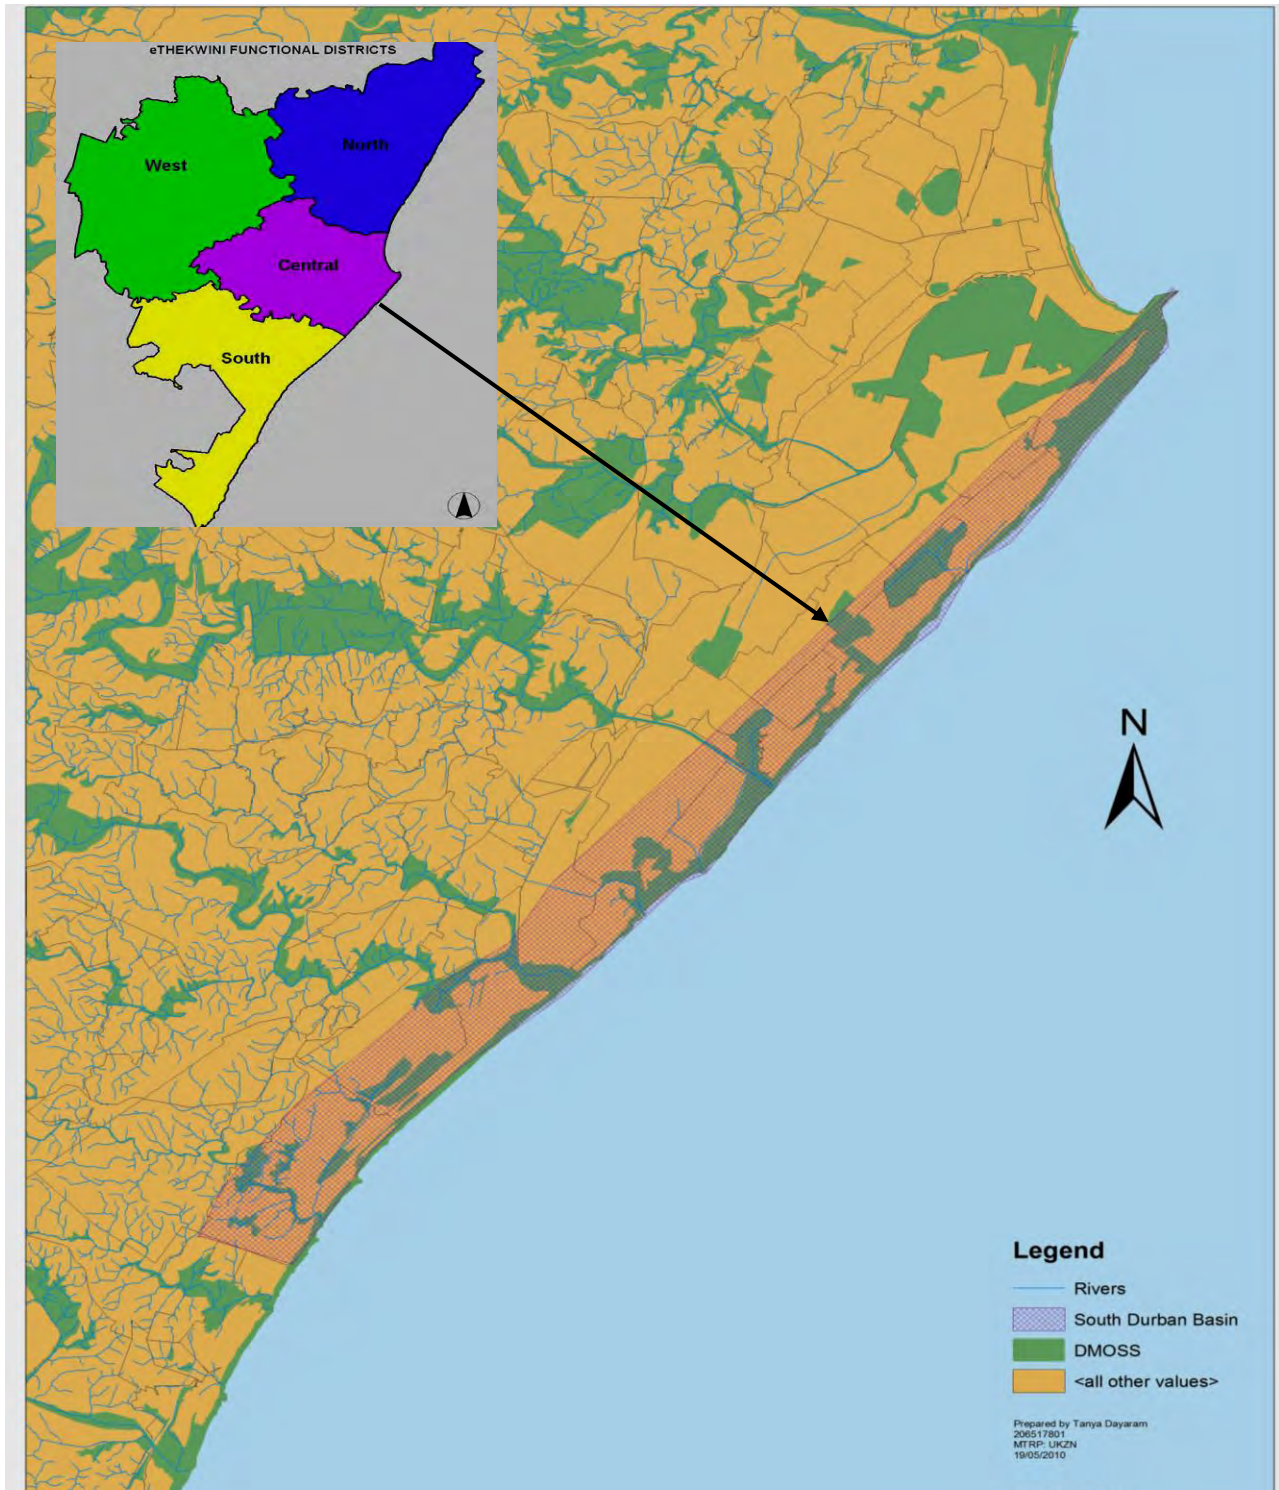 eTHEKWINI FUNCTIONAL DISTRICTS
North
West
Central
South
N
Legend
Rivers
South Durban Basin
DMOSS
<all other values>
Prepared by Tanya Dayaram
206517801
MTRP: UKZN
19/05/2010